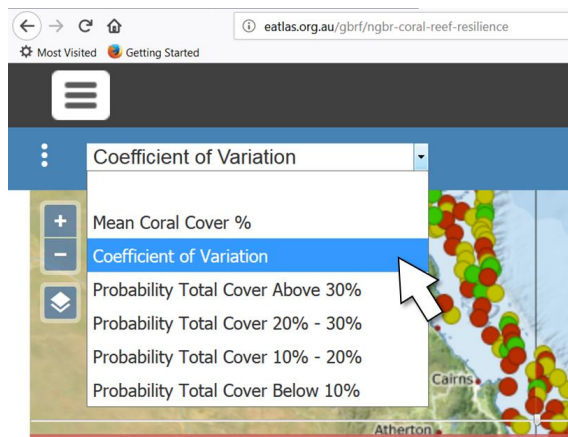 eatlas.org.au/gbrf/ngbr-coral-reef-resilience
Most Visited Getting Started
Coefficient of Variation
Mean Coral Cover %
Coefficient of Variation
Probability Total Cover Above 30%
Probability Total Cover 20% - 30%
Probability Total Cover 10% - 20%
Probability Total Cover Below 10%
Cairns
Atherton